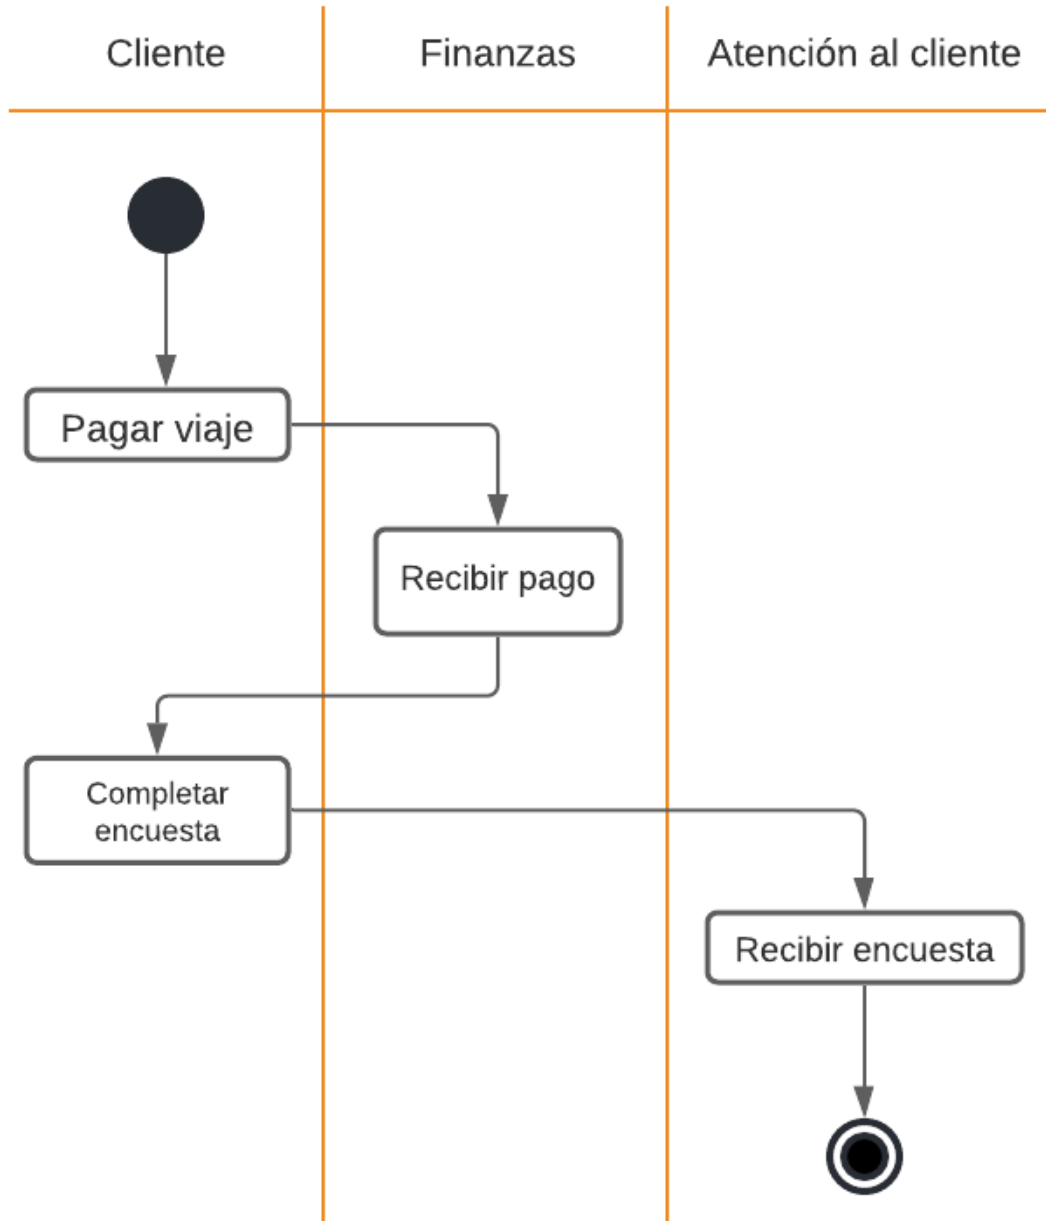 Cliente
Finanzas
Atención al cliente
Pagar viaje
Recibir pago
Completar
encuesta
Recibir encuesta